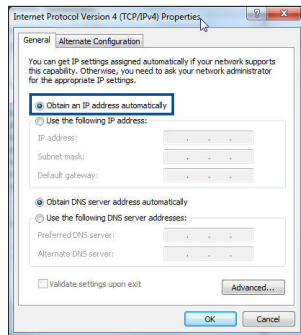 Internet Protocol Version 4 (TCP/IPv4) Properties
General
Alternate Configuration
You can get IP settings assigned automatically if your network supports
this capability. Otherwise, you need to ask your network administrator
for the appropriate IP settings.
Obtain an IP address automatically
Use the following IP address:
IP address:
Subnet mask:
Default gateway:
Obtain DNS server address automatically
Use the following DNS server addresses:
Preferred DNS server:
Alternate DNS server:
Validate settings upon exit
Advanced...
OK
Cancel